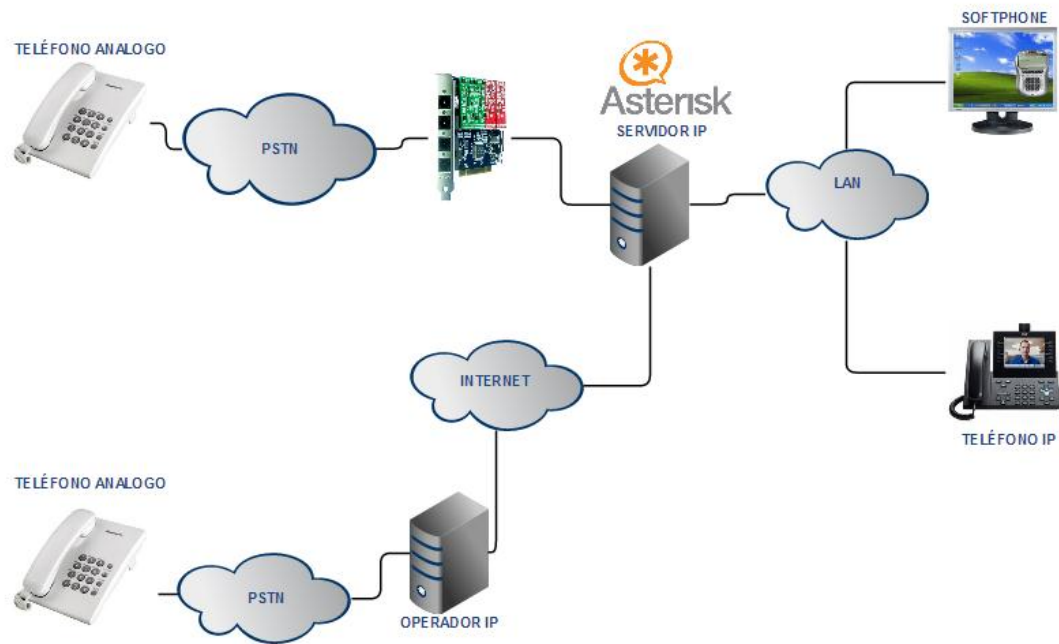 SOFTPHONE
TELÉFONO ANALOGO
Asterisk
SERVIDOR IP
PSTN
LAN
INTERNET
TELÉFONO IP
TELÉFONO ANALOGO
PSTN
OPERADOR IP